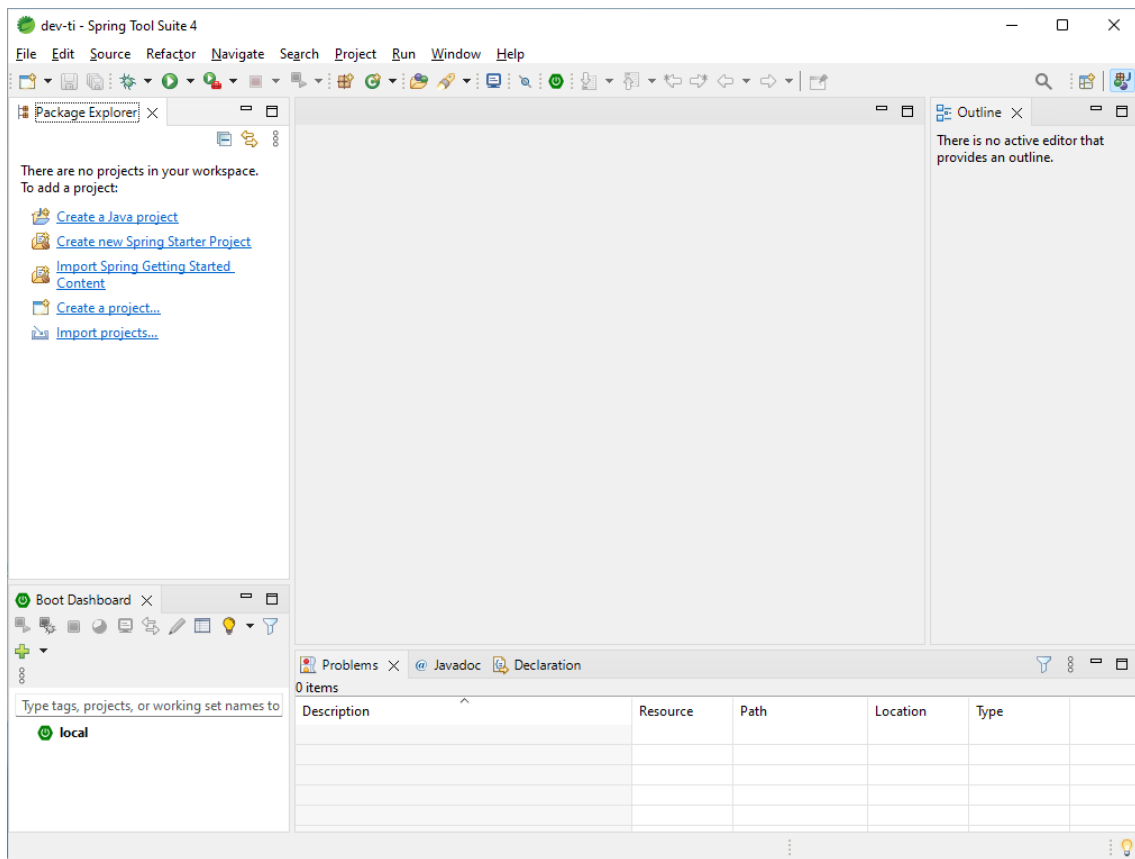 dev-ti - Spring Tool Suite 4
File Edit Source Refactor Navigate Search Project Run Window Help
Package Explorer
There are no projects in your workspace.
To add a project:
Create a Java project
Create new Spring Starter Project
Import Spring Getting Started
Content
Create a project...
Import projects...
Outline
There is no active editor that
provides an outline.
Boot Dashboard
Type tags, projects, or working set names to
local
Problems @ Javadoc Declaration
0 items
Description Resource Path Location Type